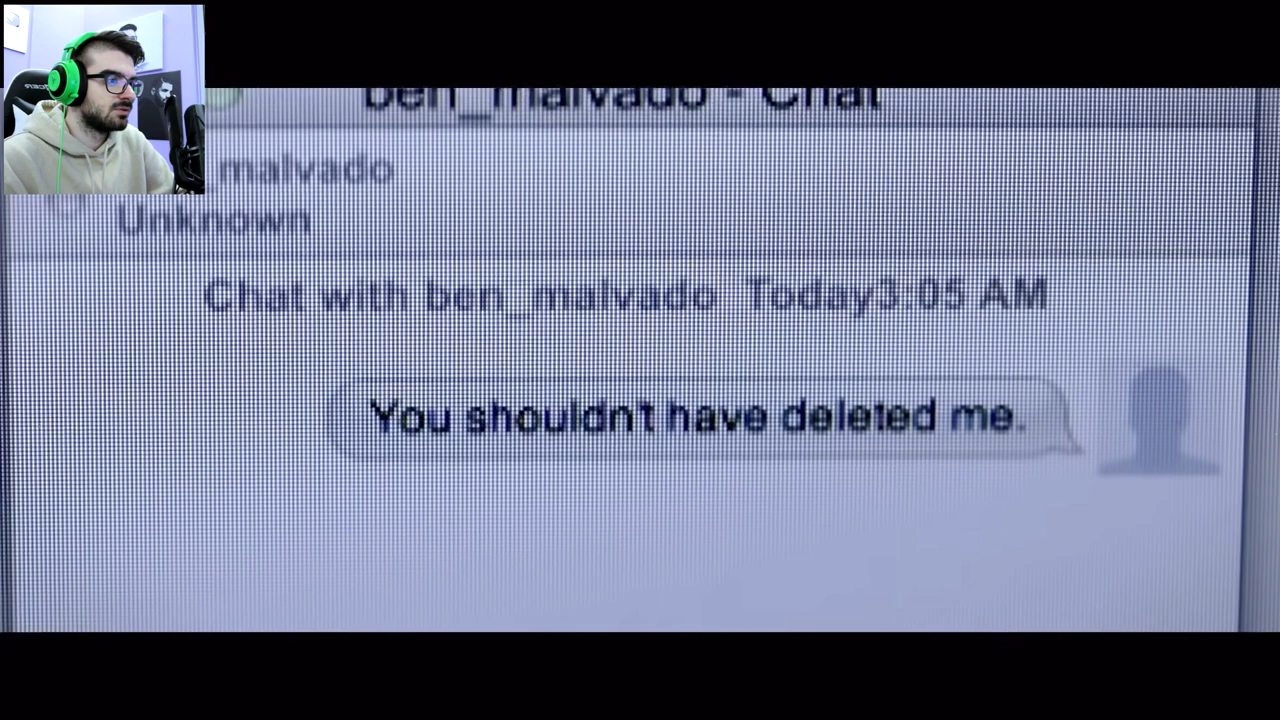 ben_malvado - Chat
_malvado
Unknown
Chat with ben_malvado Today3:05 AM
You shouldn't have deleted me.